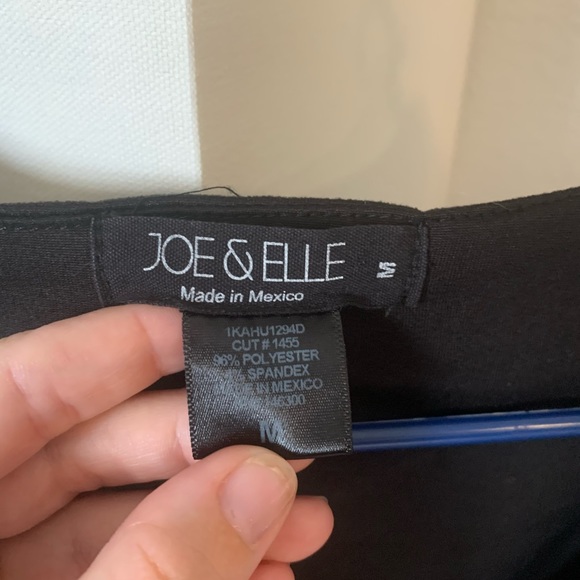 JOE & ELLE
M
Made in Mexico
1KAHU1294D
CUT # 1455
96% POLYESTER
SPANDEX
IN MEXICO
M